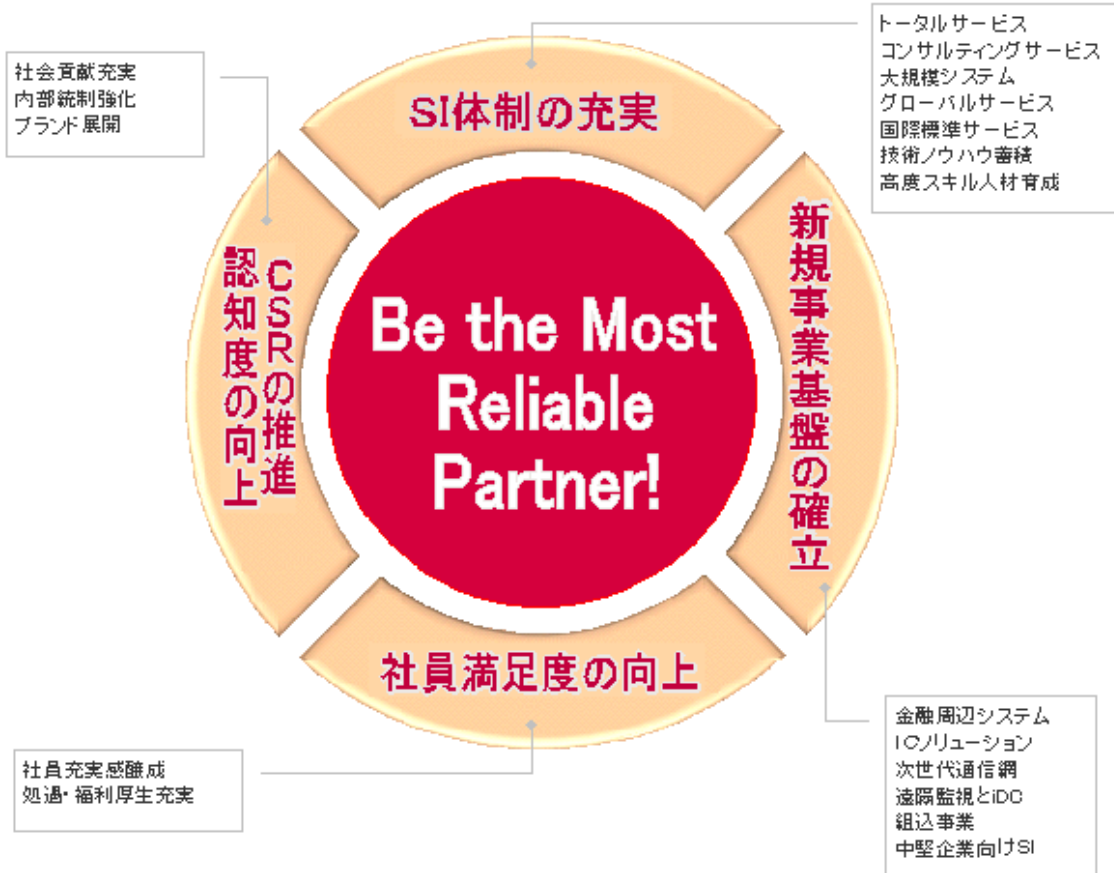 トータルサービス
コンサルティングサービス
大規模システム
グローバルサービス
国際標準サービス
技術ノウハウ蓄積
高度スキル人材育成
社会貢献充実
内部統制強化
ブランド展開
SI体制の充実
新規事業基盤の確立
CSRの推進
認知度の向上
Be the Most
Reliable
Partner!
社員満足度の向上
金融周辺システム
ICソリューション
次世代通信網
遠隔監視とiDC
組込事業
中堅企業向けSI
社員充実感醸成
処遇・福利厚生充実